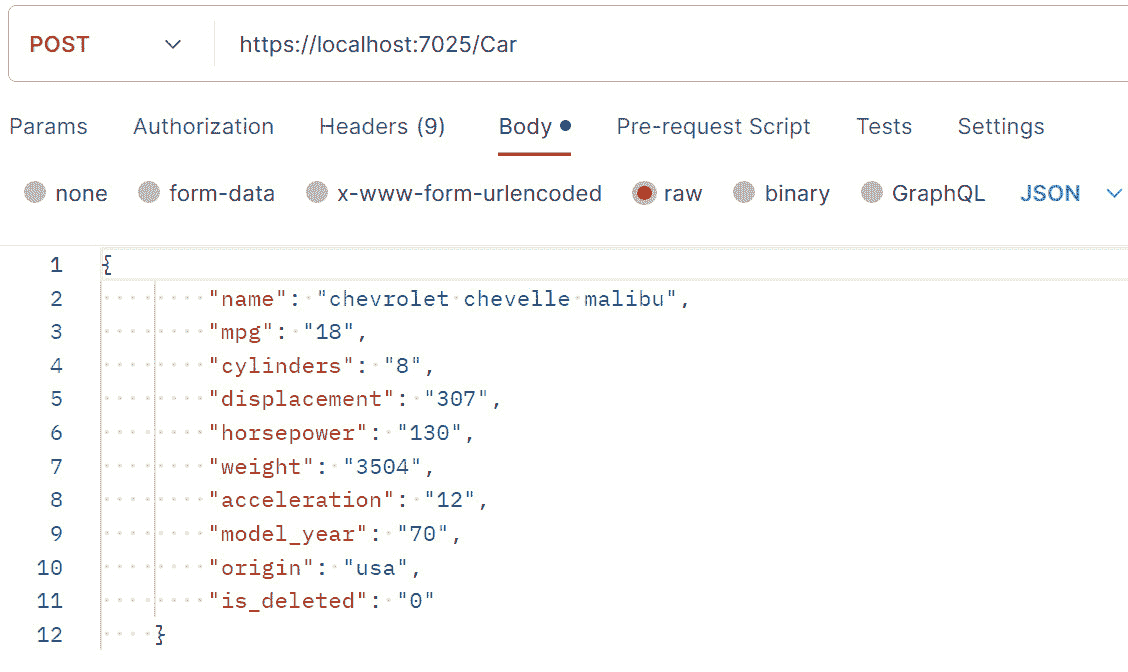 POST https://localhost:7025/Car
Params Authorization Headers (9) Body Pre-request Script Tests Settings
none form-data x-www-form-urlencoded raw binary GraphQL JSON
1 {
2 "name": "chevrolet chevelle malibu",
3 "mpg": "18",
4 "cylinders": "8",
5 "displacement": "307",
6 "horsepower": "130",
7 "weight": "3504",
8 "acceleration": "12",
9 "model_year": "70",
10 "origin": "usa",
11 "is_deleted": "0"
12 }